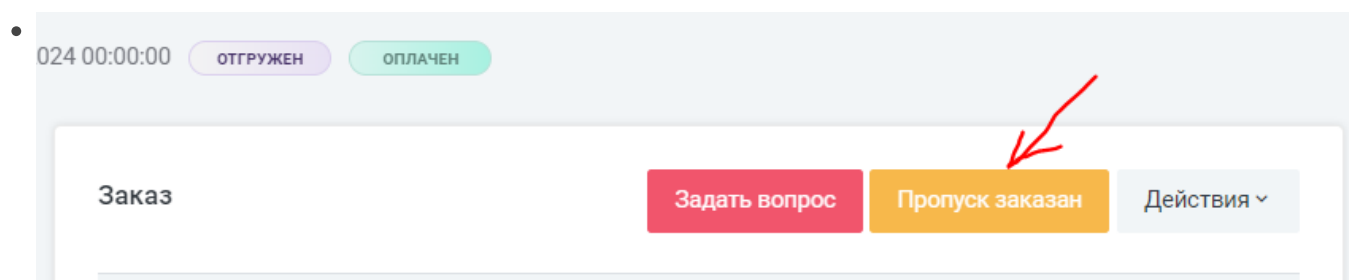 024 00:00:00 ОТГРУЖЕН ОПЛАЧЕН
Заказ Задать вопрос Пропуск заказан Действия